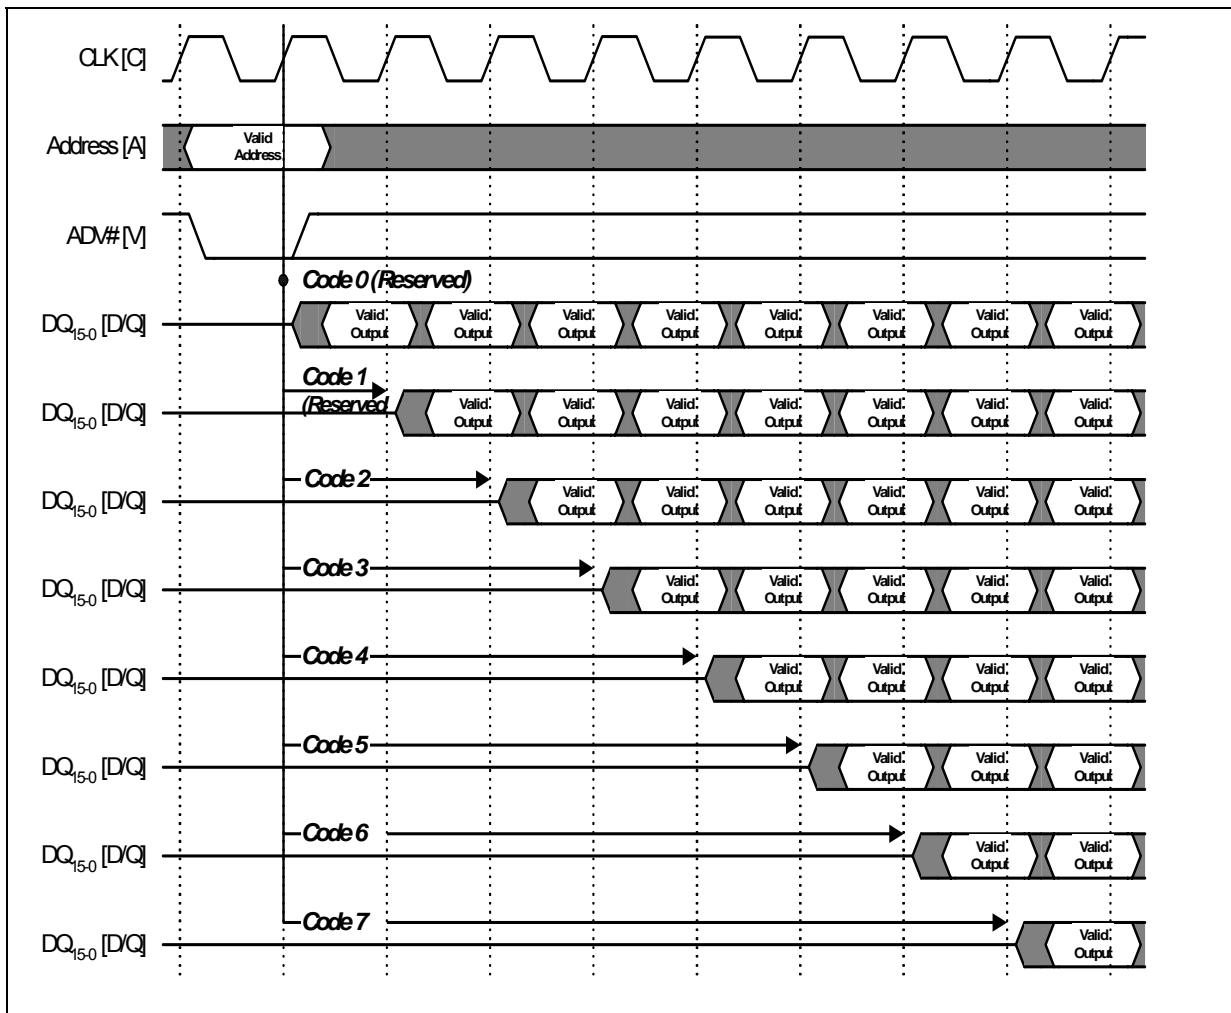 CLK [C]
Address [A]
Valid
Address
ADV# [V]
Code 0 (Reserved)
DQ15-0 [D/Q]
Valid Valid Valid Valid Valid Valid Valid Valid
Output Output Output Output Output Output Output Output
Code 1
(Reserved
DQ15-0 [D/Q]
Valid Valid Valid Valid Valid Valid Valid
Output Output Output Output Output Output Output
Code 2
DQ15-0 [D/Q]
Valid Valid Valid Valid Valid Valid
Output Output Output Output Output Output
Code 3
DQ15-0 [D/Q]
Valid Valid Valid Valid Valid
Output Output Output Output Output
Code 4
DQ15-0 [D/Q]
Valid Valid Valid Valid
Output Output Output Output
Code 5
DQ15-0 [D/Q]
Valid Valid Valid
Output Output Output
Code 6
DQ15-0 [D/Q]
Valid Valid
Output Output
Code 7
DQ15-0 [D/Q]
Valid
Output